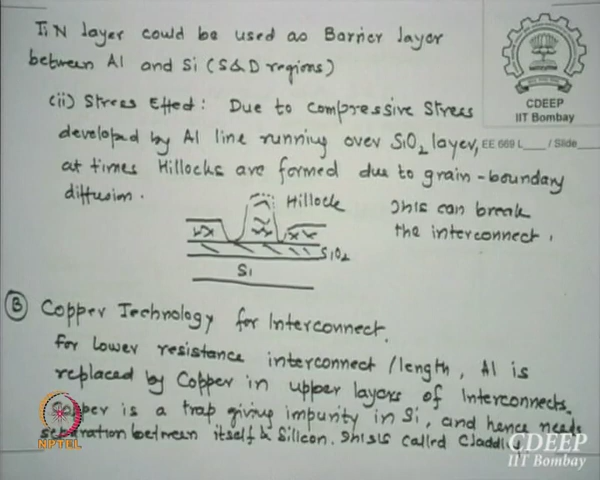 TiN layer could be used as Barrier layer
between Al and Si (S&D regions)
CDEEP
IIT Bombay
(ii) Stress Effect : Due to compressive stress
developed by Al line running over SiO2 layer,
EE 669 L____ / Slide____
at times Hillocks are formed due to grain-boundary
diffusion.
Hillock
This can break
the interconnect.
SiO2
Si
(B) Copper Technology for Interconnect.
For lower resistance interconnect /length, Al is
replaced by Copper in upper layers of Interconnects.
Copper is a trap giving impurity in Si, and hence needs
separation between itself & Silicon. This is called
NPTEL
CDEEP
IIT Bombay